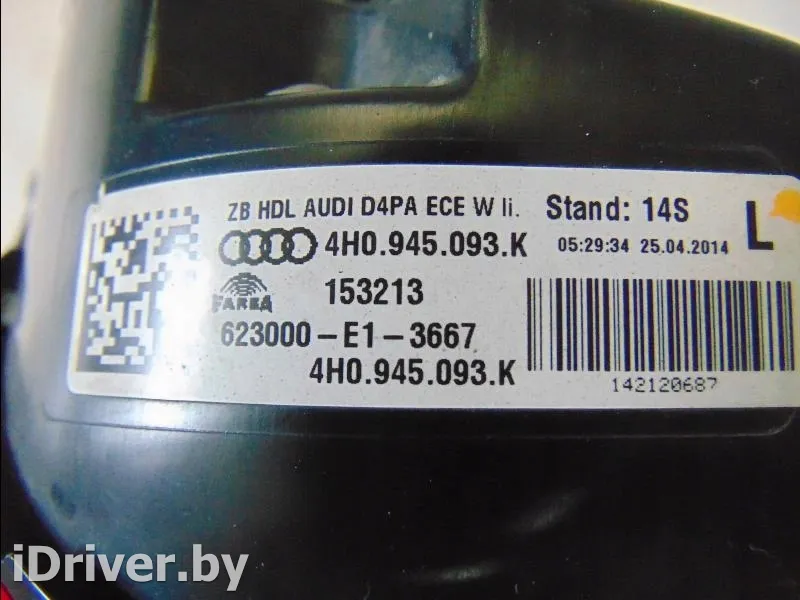 ZB HDL AUDI D4PA ECE W li. Stand: 14S
4H0.945.093.K 05:29:34 25.04.2014 L
FAREA 153213
623000-E1-3667
4H0.945.093.K 142120687
iDriver.by